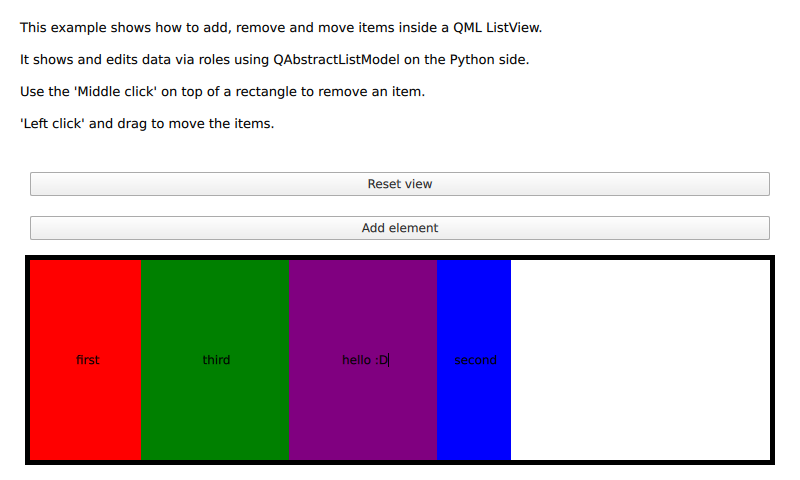 This example shows how to add, remove and move items inside a QML ListView.
It shows and edits data via roles using QAbstractListModel on the Python side.
Use the 'Middle click' on top of a rectangle to remove an item.
'Left click' and drag to move the items.
Reset view
Add element
first third hello :D second